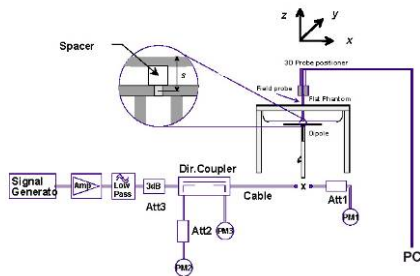 z
y
x
Spacer
s
3D Probe positioner
Field probe
Flat Phantom
Dipole
Signal
Generato
Amp
Low
Pass
3dB
Att3
Dir.Coupler
Cable
x
Att1
PM1
Att2
PM3
PM2
PC